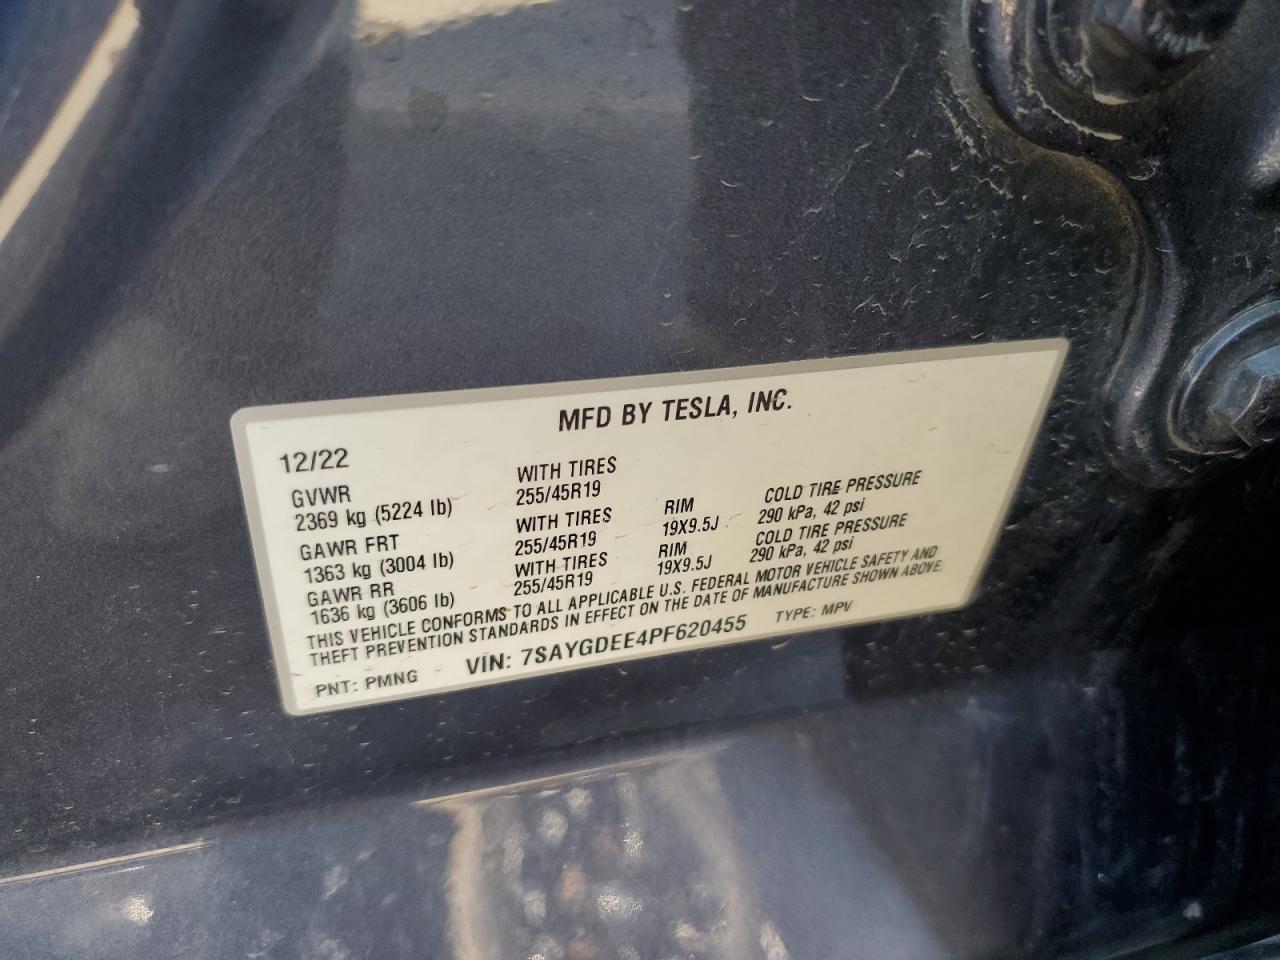 MFD BY TESLA, INC.
12/22
GVWR WITH TIRES
2369 kg (5224 lb) 255/45R19
GAWR FRT WITH TIRES RIM COLD TIRE PRESSURE
1363 kg (3004 lb) 255/45R19 19X9.5J 290 kPa, 42 psi
GAWR RR WITH TIRES RIM COLD TIRE PRESSURE
1636 kg (3606 lb) 255/45R19 19X9.5J 290 kPa, 42 psi
THIS VEHICLE CONFORMS TO ALL APPLICABLE U.S. FEDERAL MOTOR VEHICLE SAFETY AND
THEFT PREVENTION STANDARDS IN EFFECT ON THE DATE OF MANUFACTURE SHOWN ABOVE.
PNT: PMNG VIN: 7SAYGDEE4PF620455 TYPE: MPV